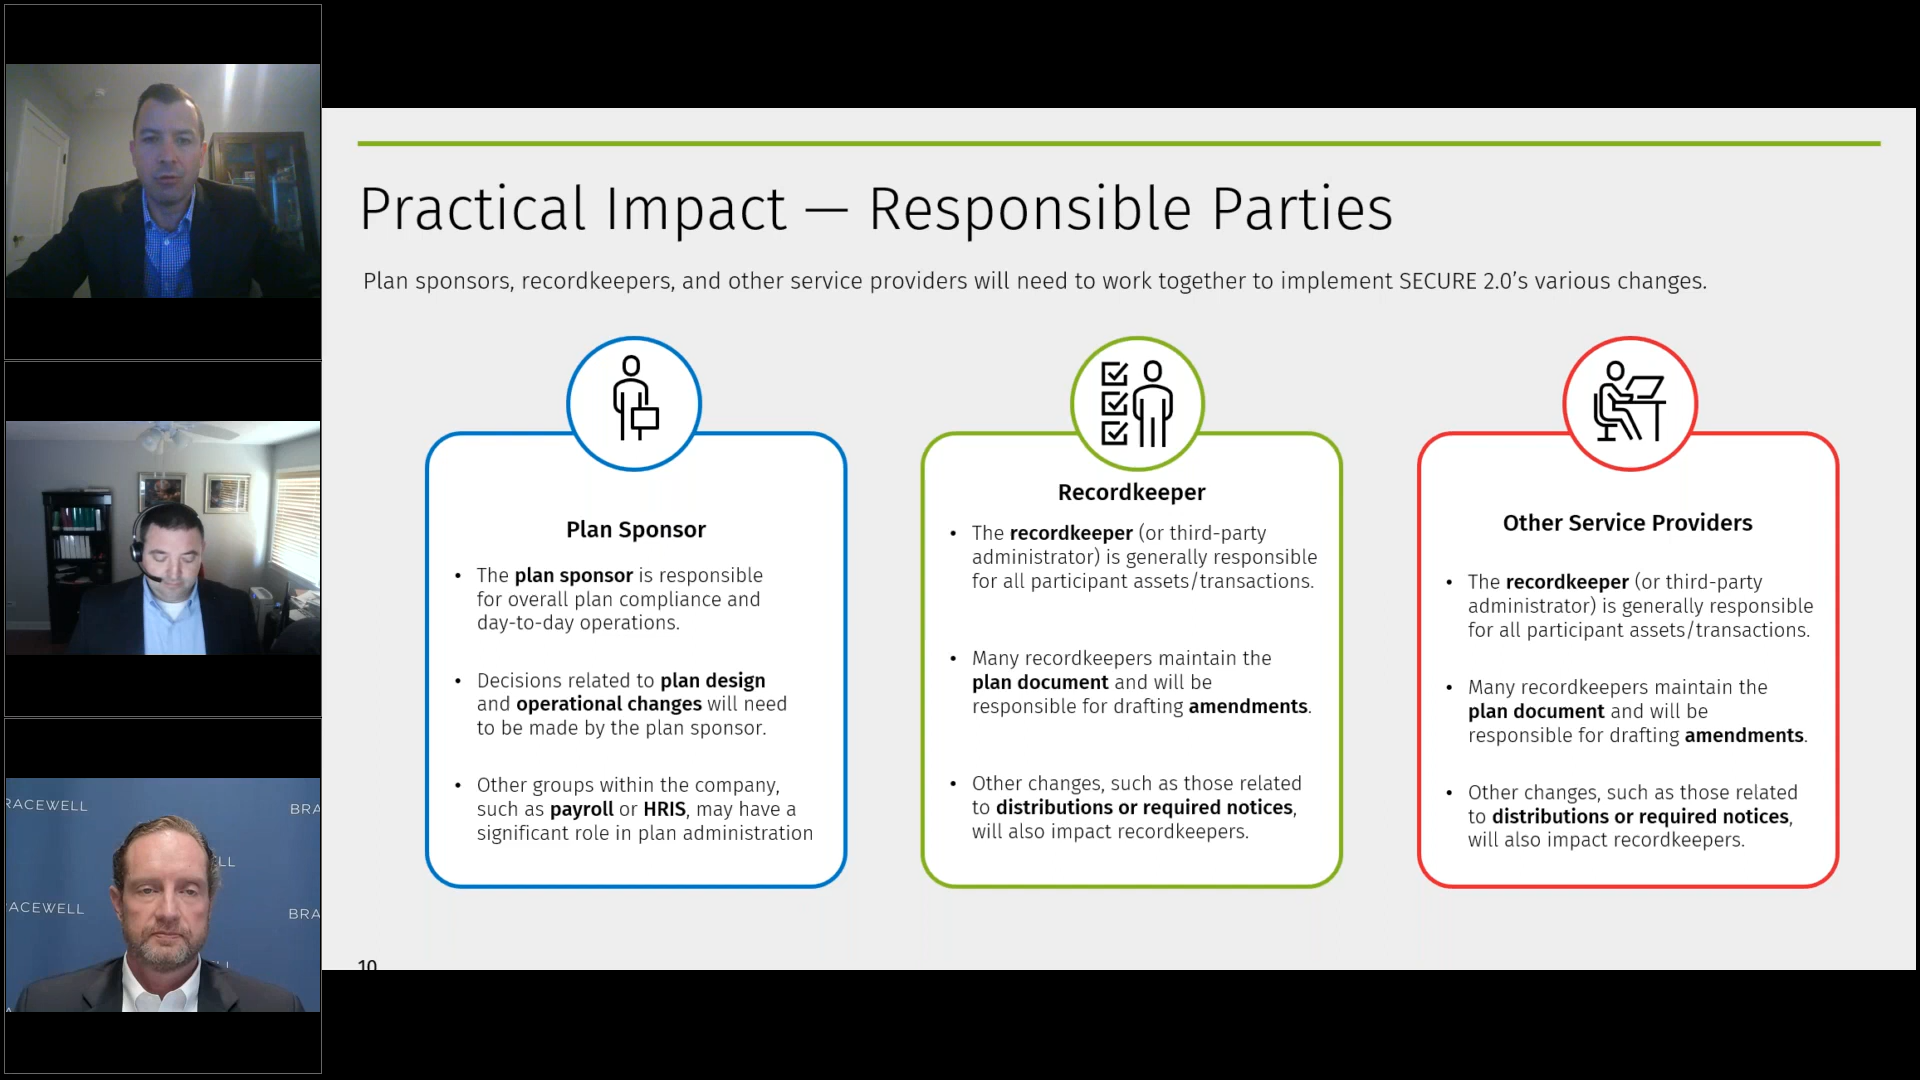 Practical Impact — Responsible Parties
Plan sponsors, recordkeepers, and other service providers will need to work together to implement SECURE 2.0’s various changes.
Plan Sponsor
• The plan sponsor is responsible
for overall plan compliance and
day-to-day operations.
• Decisions related to plan design
and operational changes will need
to be made by the plan sponsor.
• Other groups within the company,
such as payroll or HRIS, may have a
significant role in plan administration
Recordkeeper
• The recordkeeper (or third-party
administrator) is generally responsible
for all participant assets/transactions.
• Many recordkeepers maintain the
plan document and will be
responsible for drafting amendments.
• Other changes, such as those related
to distributions or required notices,
will also impact recordkeepers.
Other Service Providers
• The recordkeeper (or third-party
administrator) is generally responsible
for all participant assets/transactions.
• Many recordkeepers maintain the
plan document and will be
responsible for drafting amendments.
• Other changes, such as those related
to distributions or required notices,
will also impact recordkeepers.
10
RACEWELL
BRA
LL
ACEWELL
BRA